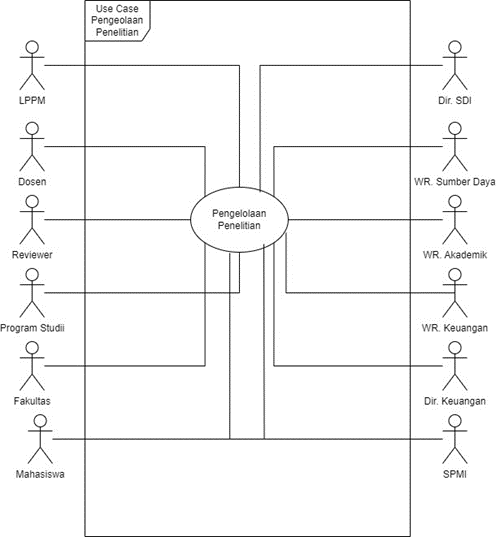 Use Case
Pengeolaan
Penelitian
LPPM
Dir. SDI
Dosen
WR. Sumber Daya
Pengelolaan
Penelitian
Reviewer
WR. Akademik
Program Studii
WR. Keuangan
Fakultas
Dir. Keuangan
Mahasiswa
SPMI